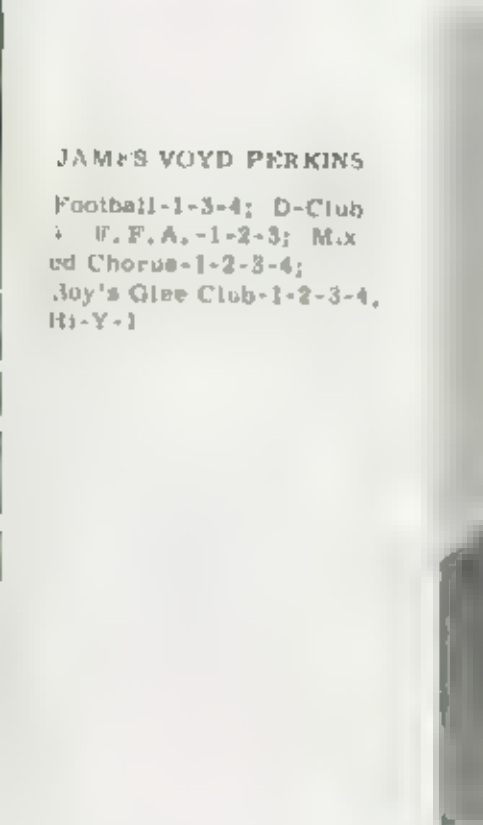 JAMES VOYD PERKINS
Football-1-3-4; D-Club
F.F.A.-1-2-3; Mix
ed Chorus-1-2-3-4;
Boy's Glee Club-1-2-3-4,
Hi-Y-1